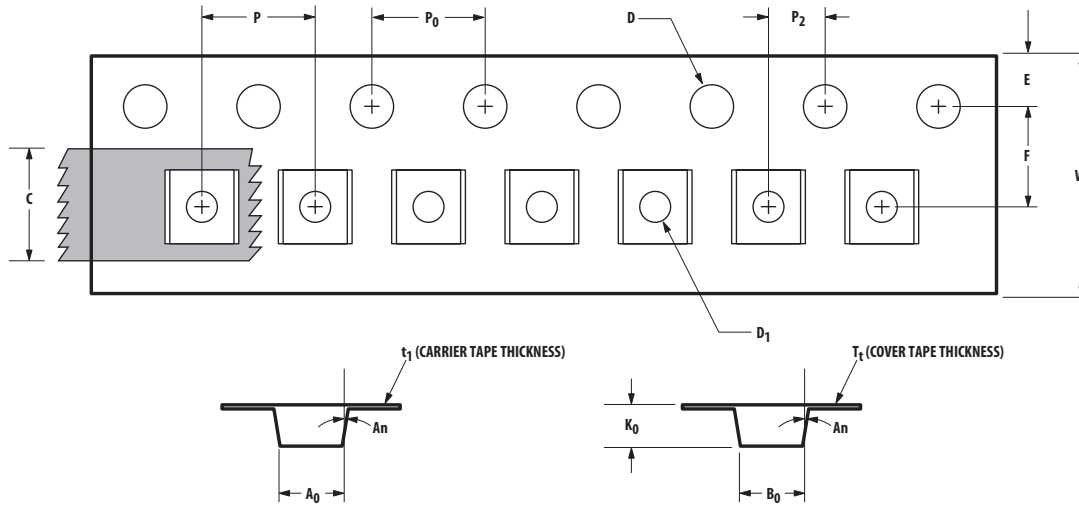 P
P₀
D
P₂
E
F
C
D₁
t₁ (CARRIER TAPE THICKNESS)
Tₜ (COVER TAPE THICKNESS)
K₀
An
An
A₀
B₀